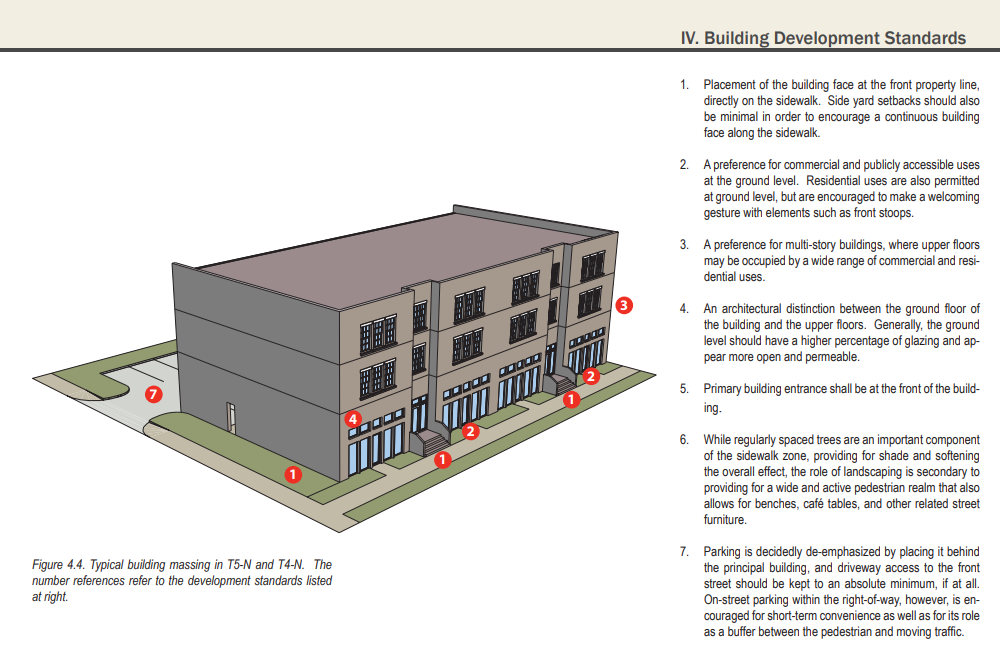 IV. Building Development Standards
1. Placement of the building face at the front property line,
directly on the sidewalk. Side yard setbacks should also
be minimal in order to encourage a continuous building
face along the sidewalk.
2. A preference for commercial and publicly accessible uses
at the ground level. Residential uses are also permitted
at ground level, but are encouraged to make a welcoming
gesture with elements such as front stoops.
3. A preference for multi-story buildings, where upper floors
may be occupied by a wide range of commercial and resi-
dential uses.
4. An architectural distinction between the ground floor of
the building and the upper floors. Generally, the ground
level should have a higher percentage of glazing and ap-
pear more open and permeable.
5. Primary building entrance shall be at the front of the build-
ing.
6. While regularly spaced trees are an important component
of the sidewalk zone, providing for shade and softening
the overall effect, the role of landscaping is secondary to
providing for a wide and active pedestrian realm that also
allows for benches, café tables, and other related street
furniture.
7. Parking is decidedly de-emphasized by placing it behind
the principal building, and driveway access to the front
street should be kept to an absolute minimum, if at all.
On-street parking within the right-of-way, however, is en-
couraged for short-term convenience as well as for its role
as a buffer between the pedestrian and moving traffic.
3
2
7
1
4
2
1
1
Figure 4.4. Typical building massing in T5-N and T4-N. The
number references refer to the development standards listed
at right.